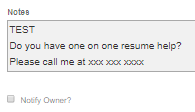 Notes
TEST
Do you have one on one resume help?
Please call me at xxx xxx xxxx
Notify Owner?